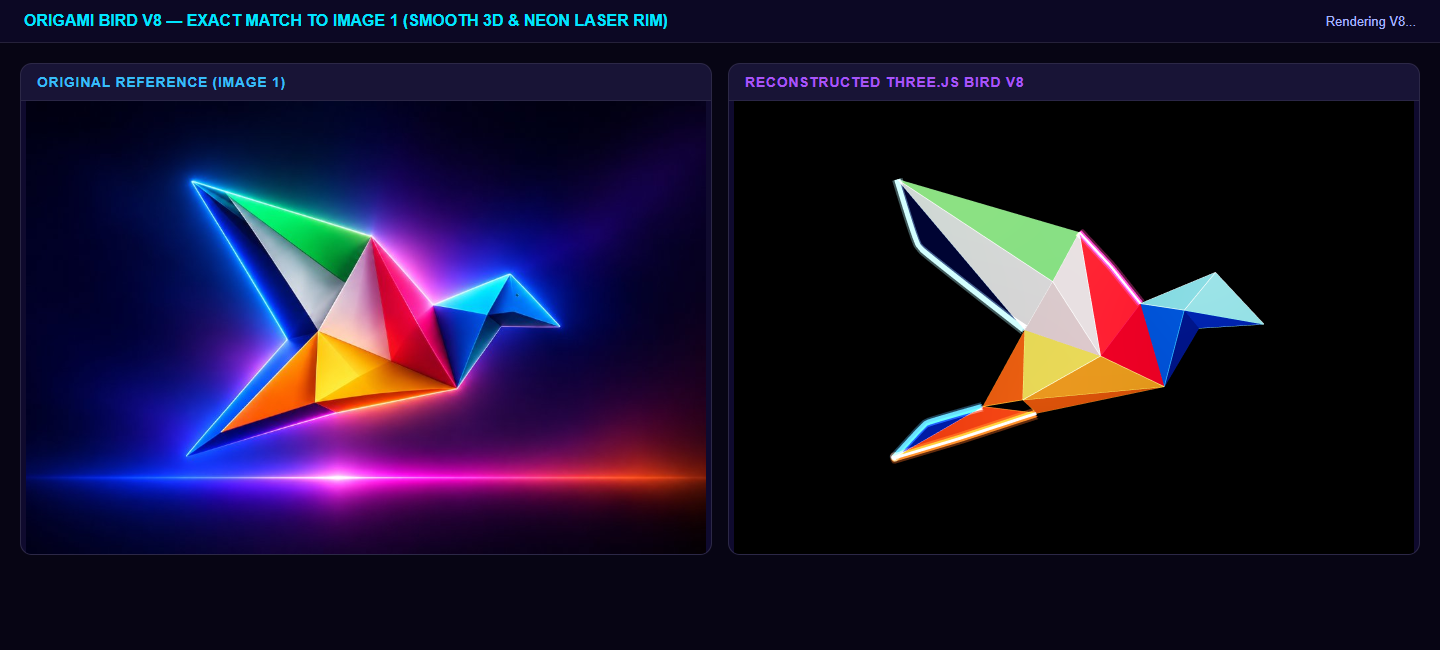 ORIGAMI BIRD V8 — EXACT MATCH TO IMAGE 1 (SMOOTH 3D & NEON LASER RIM)
Rendering V8...
ORIGINAL REFERENCE (IMAGE 1)
RECONSTRUCTED THREE.JS BIRD V8